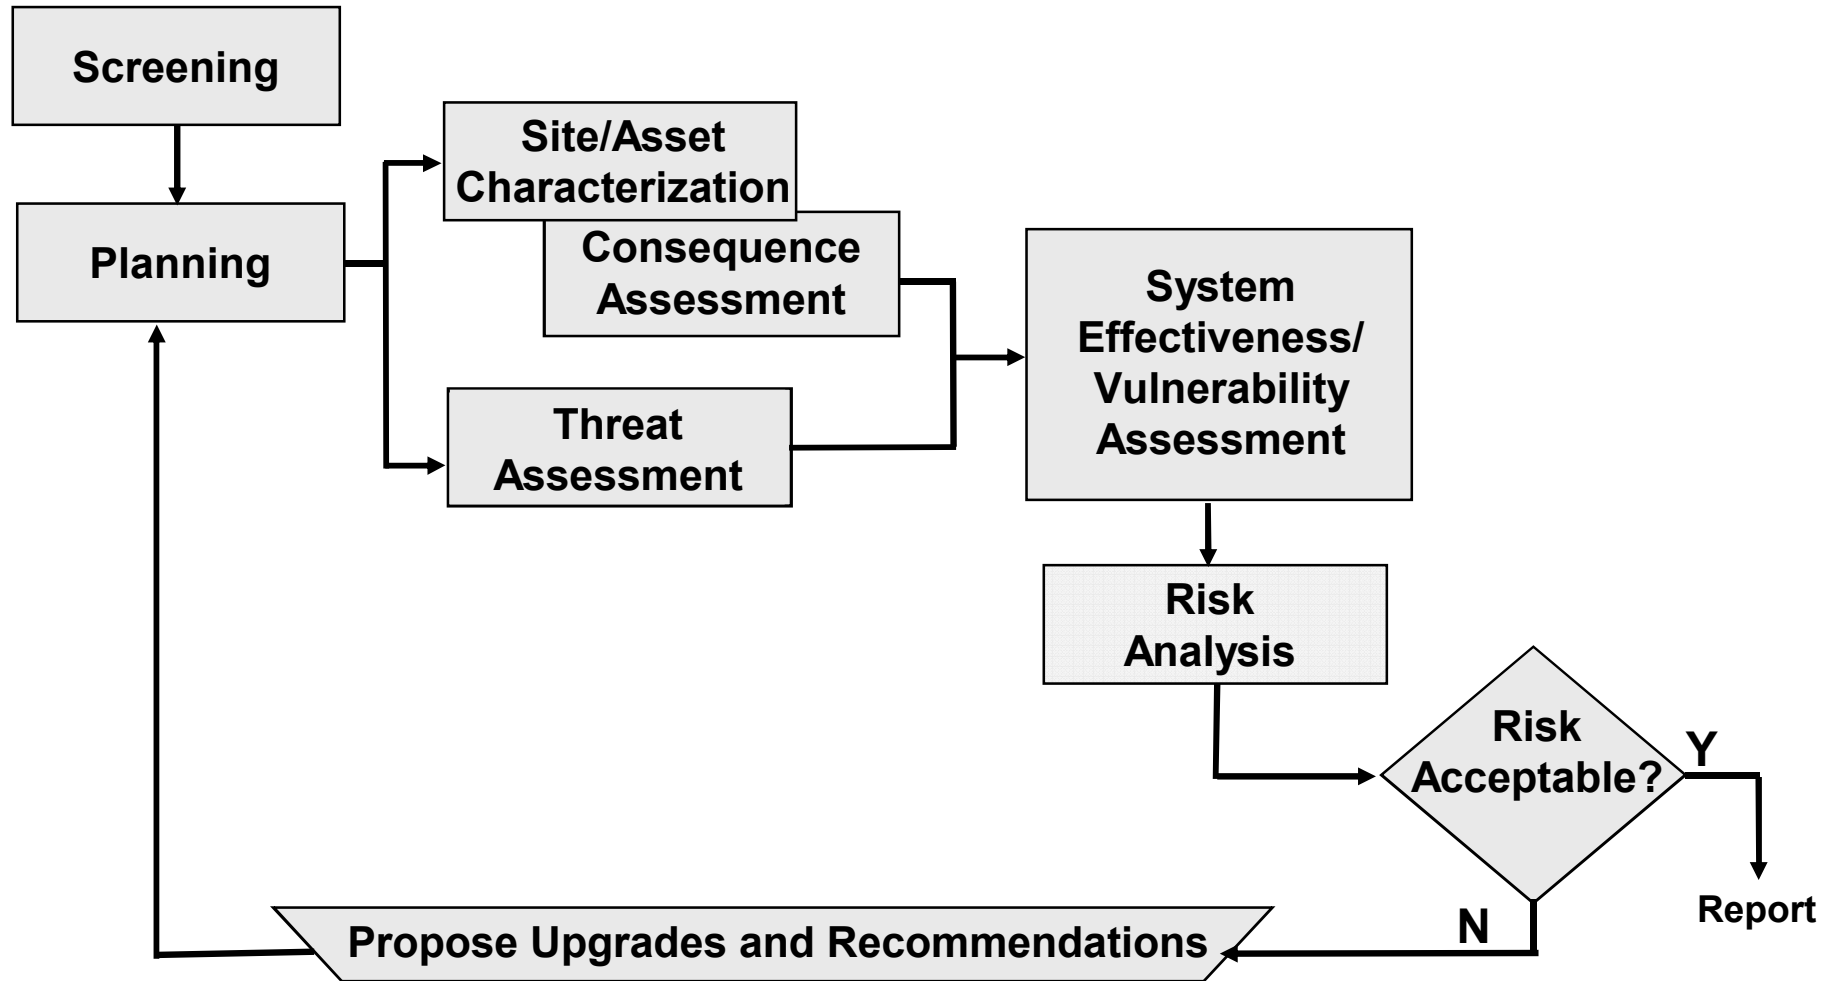 Screening
Planning
Site/Asset
Characterization
Consequence
Assessment
Threat
Assessment
System
Effectiveness/
Vulnerability
Assessment
Risk
Analysis
Risk
Acceptable?
Y
Report
N
Propose Upgrades and Recommendations